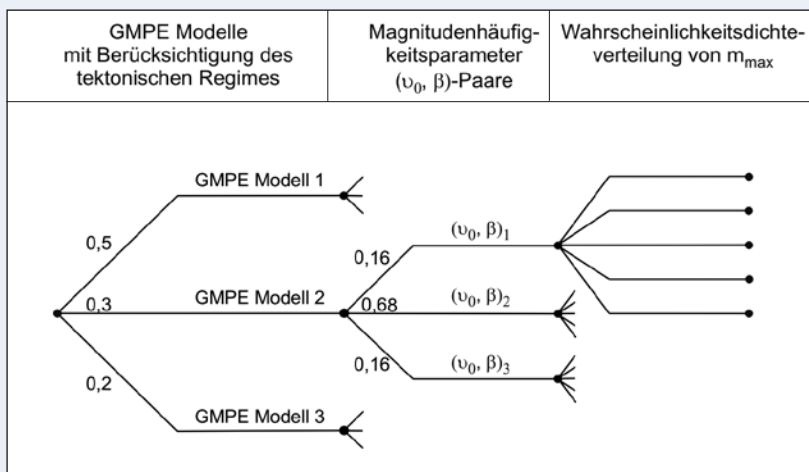 GMPE Modelle
mit Berücksichtigung des
tektonischen Regimes
Magnitudenhäufig-
keitsparameter
(υ₀, β)-Paare
Wahrscheinlichkeitsdichte-
verteilung von mₘₐₓ
GMPE Modell 1
0,5
0,16
(υ₀, β)₁
0,3
GMPE Modell 2
0,68
(υ₀, β)₂
0,2
0,16
(υ₀, β)₃
GMPE Modell 3